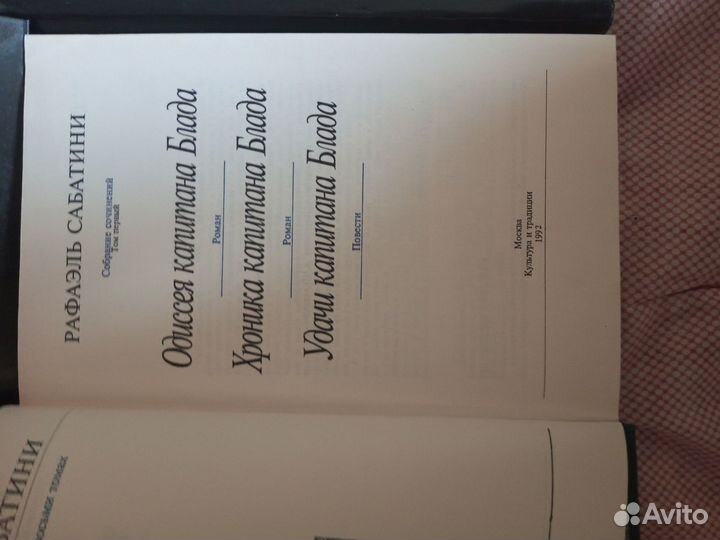 РАФАЭЛЬ САБАТИНИ
Собрание сочинений
Том первый
Одиссея капитана Блада
Роман
Хроника капитана Блада
Роман
Удачи капитана Блада
Повести
Москва
Культура и традиции
1992
Avito